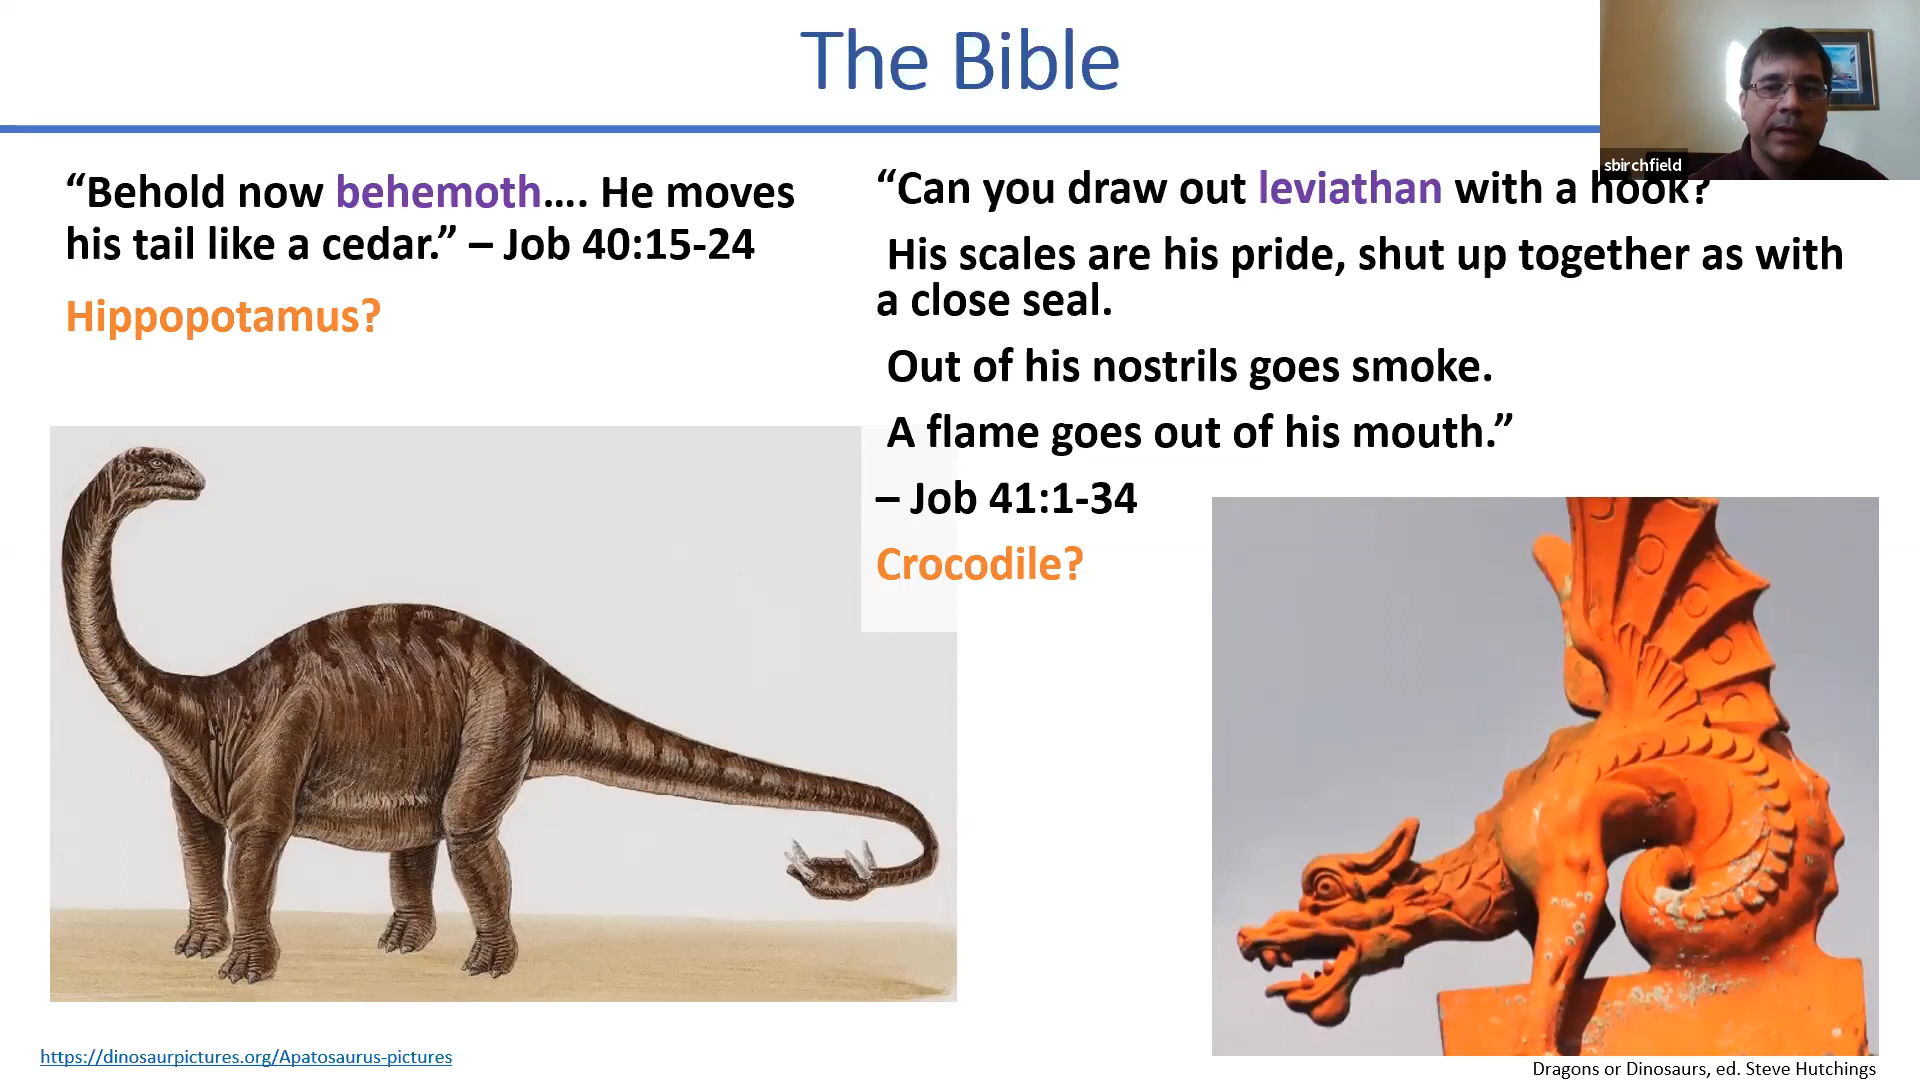 The Bible
sbirchfield
“Behold now behemoth…. He moves
his tail like a cedar.” – Job 40:15-24
Hippopotamus?
“Can you draw out leviathan with a hook?
His scales are his pride, shut up together as with
a close seal.
Out of his nostrils goes smoke.
A flame goes out of his mouth.”
– Job 41:1-34
Crocodile?
https://dinosaurpictures.org/Apatosaurus-pictures
Dragons or Dinosaurs, ed. Steve Hutchings